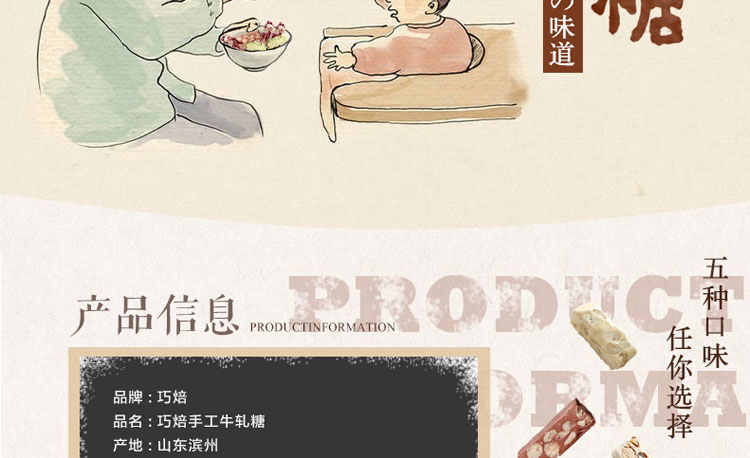 糖
の味道
产品信息
PRODUCTINFORMATION
PRODUCT
五种口味
任你选择
品牌：巧焙
品名：巧焙手工牛轧糖
产地：山东滨州